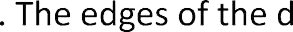 . The edges of the d